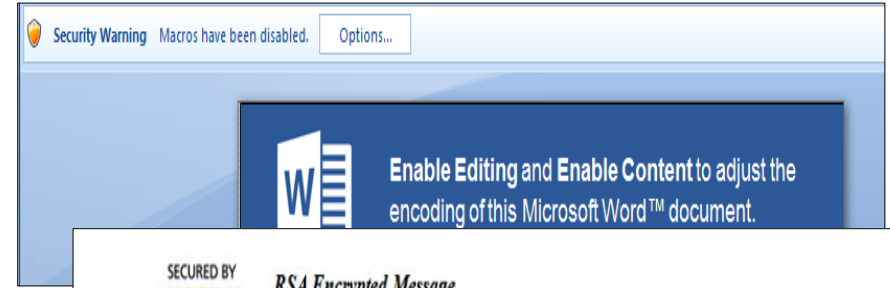 Security Warning Macros have been disabled. Options...
W
Enable Editing and Enable Content to adjust the
encoding of this Microsoft Word™ document.
SECURED BY
RSA Encrypted Message